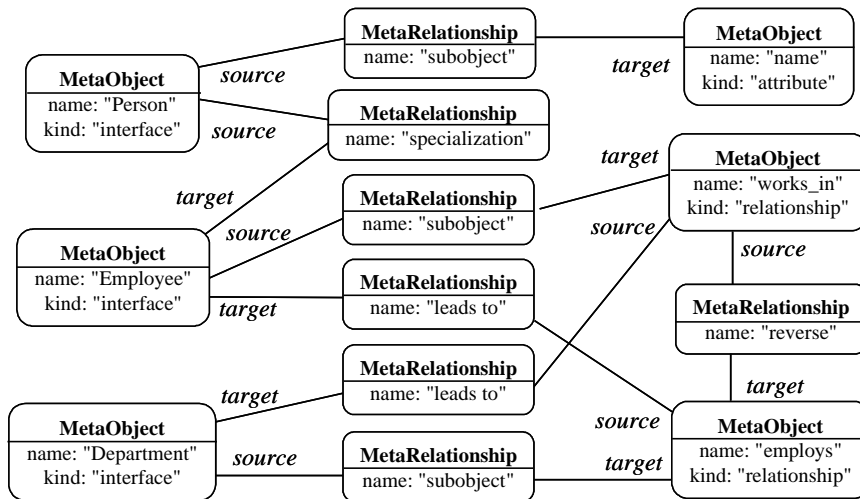 MetaRelationship
name: "subobject"
MetaObject
name: "name"
kind: "attribute"
source
target
MetaObject
name: "Person"
kind: "interface"
source
MetaRelationship
name: "specialization"
target
MetaObject
name: "works_in"
kind: "relationship"
target
MetaRelationship
name: "subobject"
source
source
source
MetaObject
name: "Employee"
kind: "interface"
target
MetaRelationship
name: "leads to"
MetaRelationship
name: "reverse"
MetaRelationship
name: "leads to"
target
target
source
MetaObject
name: "Department"
kind: "interface"
source
MetaRelationship
name: "subobject"
target
MetaObject
name: "employs"
kind: "relationship"